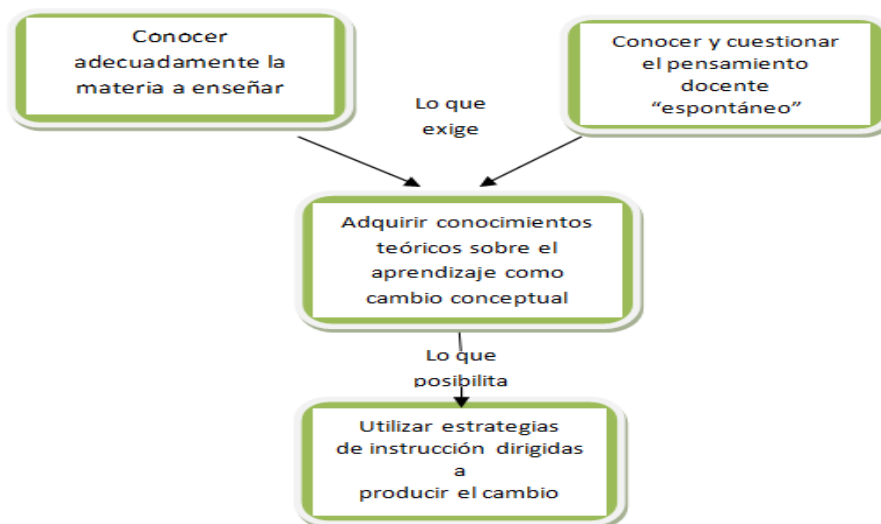 Conocer
adecuadamente la
materia a enseñar
Conocer y cuestionar
el pensamiento
docente
“espontáneo”
Lo que
exige
Adquirir conocimientos
teóricos sobre el
aprendizaje como
cambio conceptual
Lo que
posibilita
Utilizar estrategias
de instrucción dirigidas
a
producir el cambio